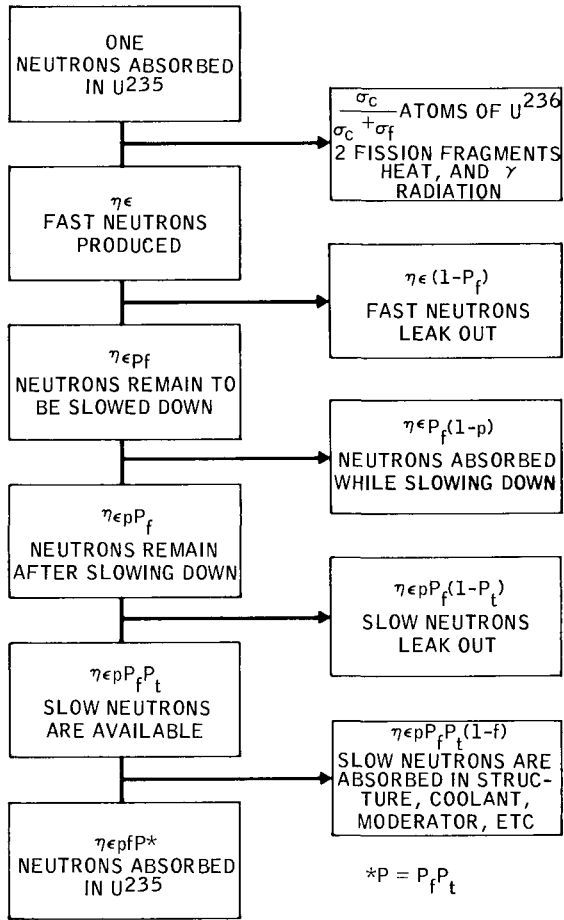 ONE
NEUTRONS ABSORBED
IN U235
σc/σc+σf ATOMS OF U236
2 FISSION FRAGMENTS
HEAT, AND γ
RADIATION
ηϵ
FAST NEUTRONS
PRODUCED
ηϵ(1-Pf)
FAST NEUTRONS
LEAK OUT
ηϵPf
NEUTRONS REMAIN TO
BE SLOWED DOWN
ηϵPf(1-p)
NEUTRONS ABSORBED
WHILE SLOWING DOWN
ηϵpPf
NEUTRONS REMAIN
AFTER SLOWING DOWN
ηϵpPf(1-Pt)
SLOW NEUTRONS
LEAK OUT
ηϵpPfPt
SLOW NEUTRONS
ARE AVAILABLE
ηϵpPfPt(1-f)
SLOW NEUTRONS ARE
ABSORBED IN STRUC-
TURE, COOLANT,
MODERATOR, ETC
ηϵpfP*
NEUTRONS ABSORBED
IN U235
*P = PfPt